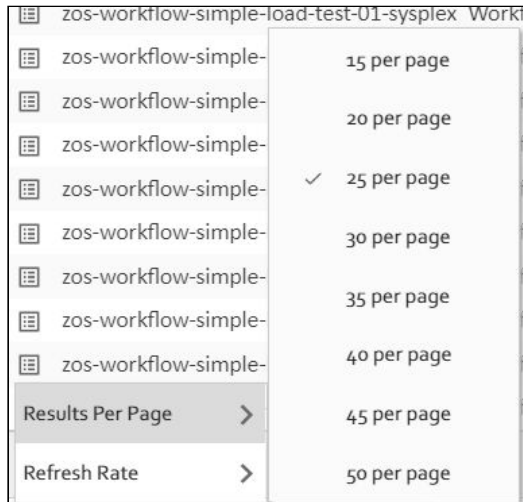 zos-workflow-simple-load-test-01-sysplex Workf
zos-workflow-simple-
zos-workflow-simple-
zos-workflow-simple-
zos-workflow-simple-
zos-workflow-simple-
zos-workflow-simple-
zos-workflow-simple-
zos-workflow-simple-
Results Per Page
Refresh Rate
15 per page
20 per page
25 per page
30 per page
35 per page
40 per page
45 per page
50 per page